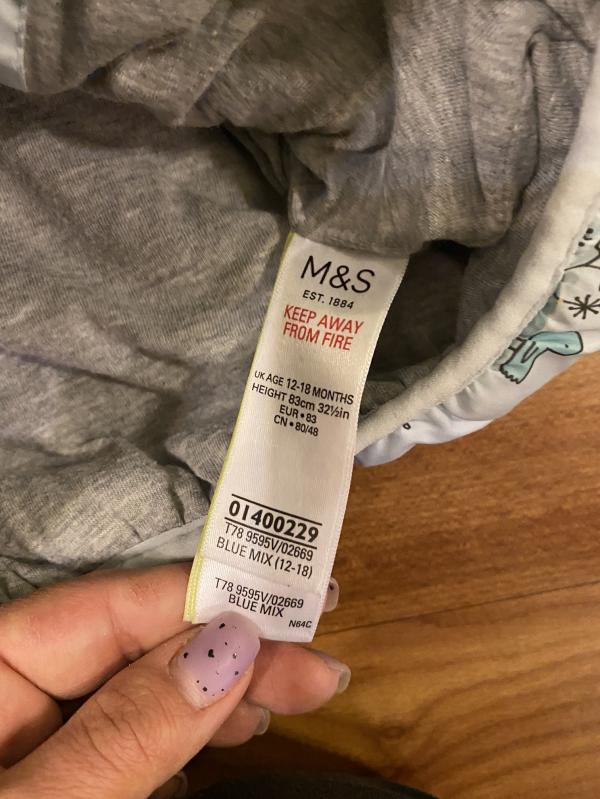 M&S
EST. 1884
KEEP AWAY
FROM FIRE
UK AGE 12-18 MONTHS
HEIGHT 83cm 32½in
EUR • 83
CN • 80/48
01400229
T78 9595V/02669
BLUE MIX (12-18)
T78 9595V/02669
BLUE MIX
N64C